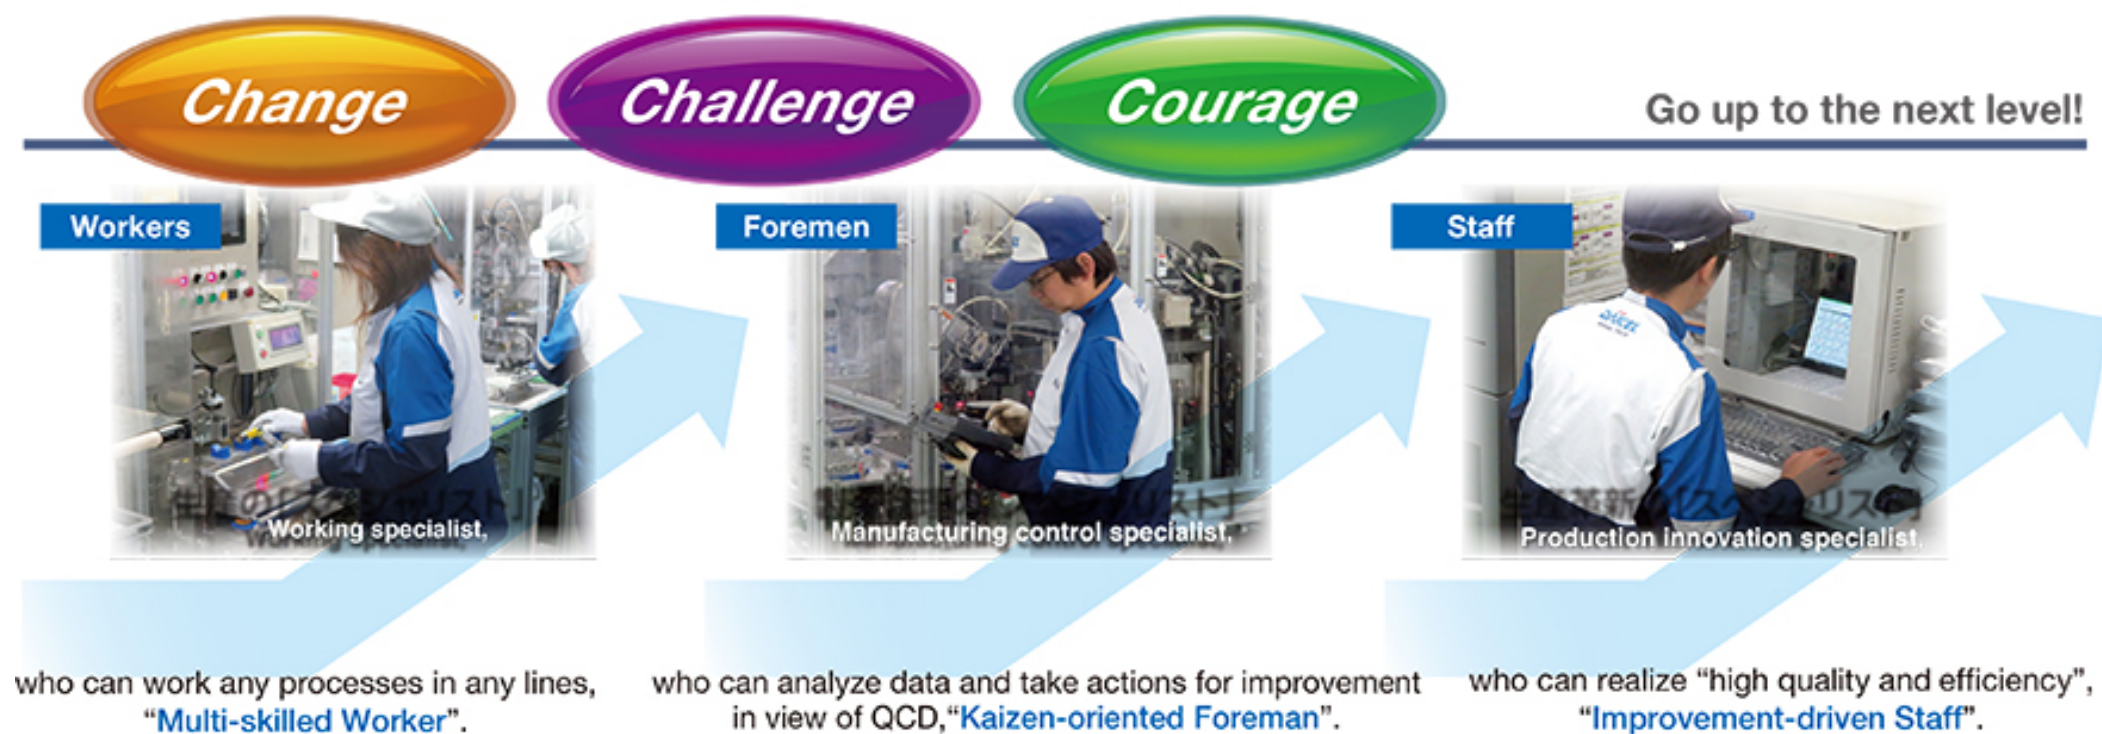 Change
Challenge
Courage
Go up to the next level!
Workers
Foremen
Staff
DAICEL
Working specialist,
Manufacturing control specialist,
Production innovation specialist,
who can work any processes in any lines,
“Multi-skilled Worker”.
who can analyze data and take actions for improvement
in view of QCD,“Kaizen-oriented Foreman”.
who can realize “high quality and efficiency”,
“Improvement-driven Staff”.